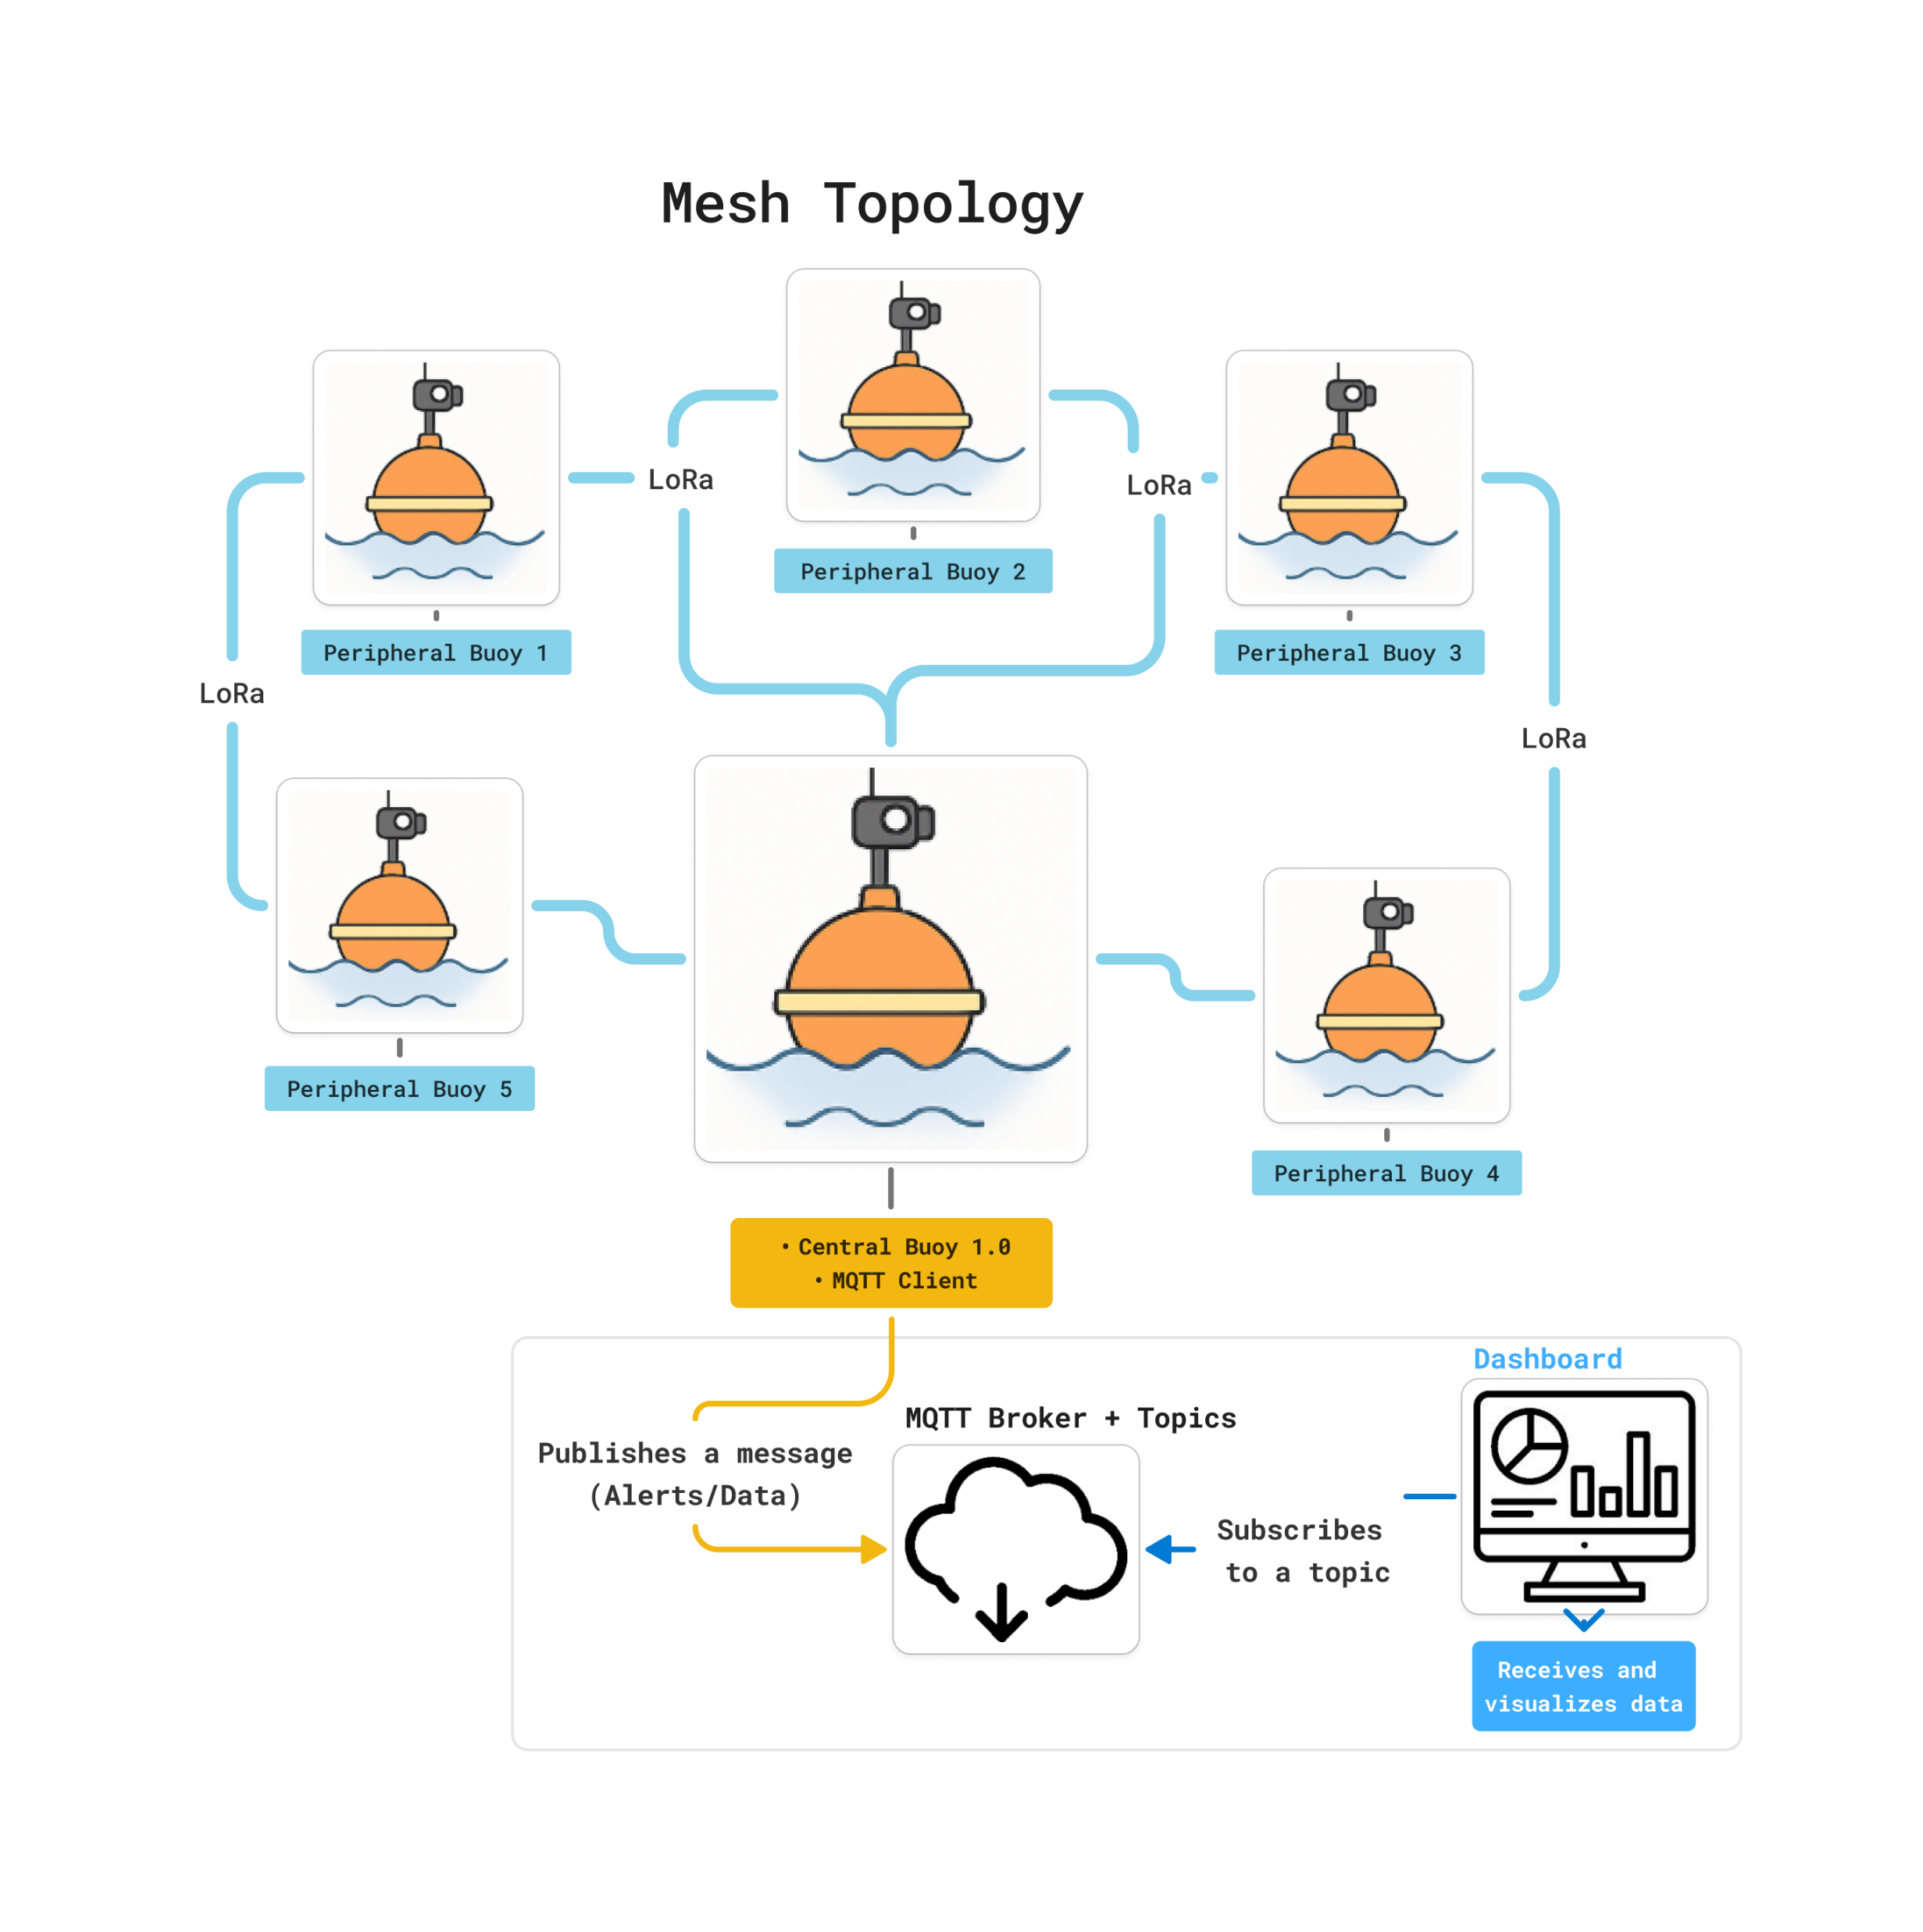 Mesh Topology
Peripheral Buoy 2
LoRa
LoRa
Peripheral Buoy 1
Peripheral Buoy 3
LoRa
LoRa
Peripheral Buoy 5
Peripheral Buoy 4
• Central Buoy 1.0
• MQTT Client
Dashboard
MQTT Broker + Topics
Publishes a message
(Alerts/Data)
Subscribes
to a topic
Receives and
visualizes data